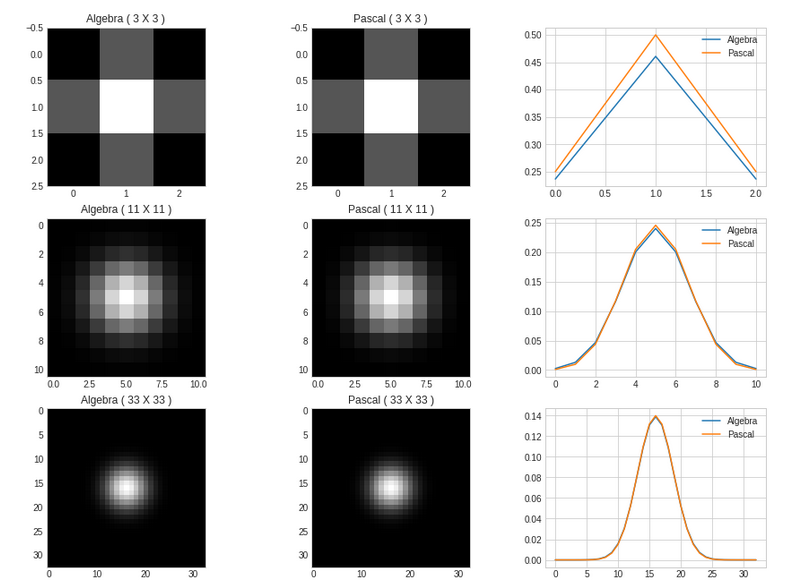 Algebra ( 3 X 3 )
−0.5
0.0
0.5
1.0
1.5
2.0
2.5
0 1 2
Pascal ( 3 X 3 )
−0.5
0.0
0.5
1.0
1.5
2.0
2.5
0 1 2
0.50
0.45
0.40
0.35
0.30
0.25
0.0 0.5 1.0 1.5 2.0
Algebra
Pascal
Algebra ( 11 X 11 )
0
2
4
6
8
10
0.0 2.5 5.0 7.5 10.0
Pascal ( 11 X 11 )
0
2
4
6
8
10
0.0 2.5 5.0 7.5 10.0
0.25
0.20
0.15
0.10
0.05
0.00
0 2 4 6 8 10
Algebra
Pascal
Algebra ( 33 X 33 )
0
5
10
15
20
25
30
0 10 20 30
Pascal ( 33 X 33 )
0
5
10
15
20
25
30
0 10 20 30
0.14
0.12
0.10
0.08
0.06
0.04
0.02
0.00
0 5 10 15 20 25 30
Algebra
Pascal